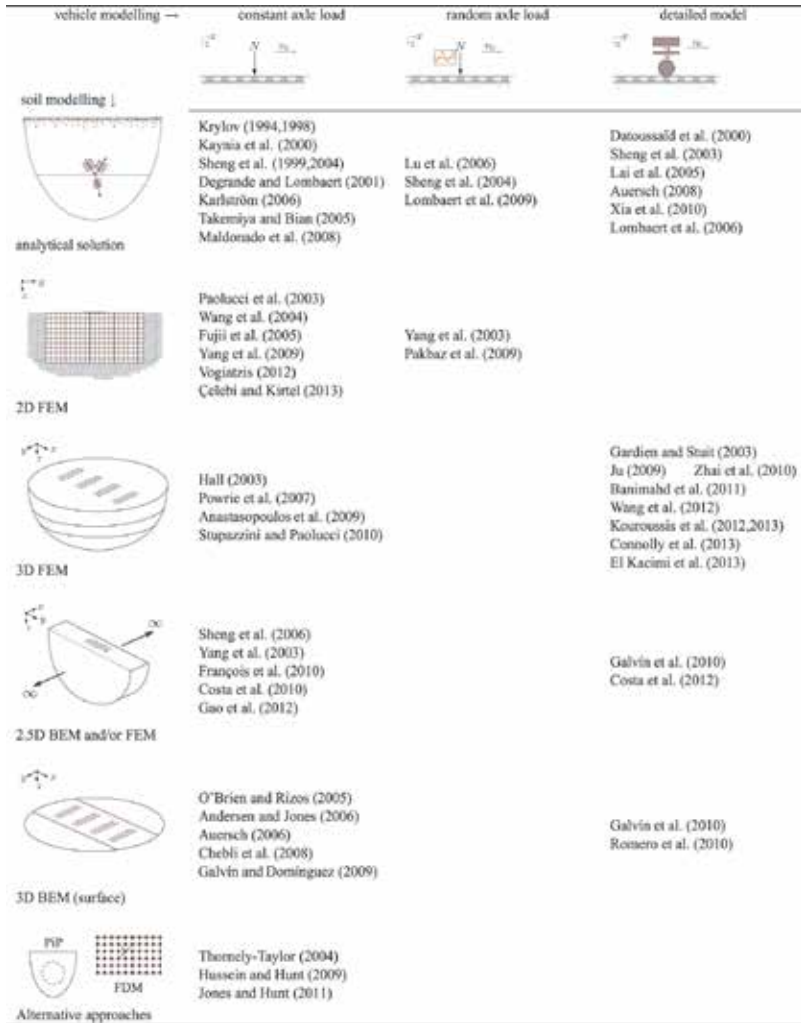 vehicle modelling → constant axle load random axle load detailed model
N N
soil modelling ↓
Krylov (1994,1998)
Kaynia et al. (2000)
Sheng et al. (1999,2004)
Degrande and Lombaert (2001)
Karlström (2006)
Takemiya and Bian (2005)
Maldonado et al. (2008)
Lu et al. (2006)
Sheng et al. (2004)
Lombaert et al. (2009)
Datoussaïd et al. (2000)
Sheng et al. (2003)
Lai et al. (2005)
Auersch (2008)
Xia et al. (2010)
Lombaert et al. (2006)
analytical solution
Paolucci et al. (2003)
Wang et al. (2004)
Fujii et al. (2005)
Yang et al. (2009)
Vogiatzis (2012)
Çelebi and Kirtel (2013)
Yang et al. (2003)
Pakbaz et al. (2009)
2D FEM
Hall (2003)
Powrie et al. (2007)
Anastasopoulos et al. (2009)
Stupazzini and Paolucci (2010)
Gardien and Stuit (2003)
Ju (2009) Zhai et al. (2010)
Banimahd et al. (2011)
Wang et al. (2012)
Kouroussis et al. (2012,2013)
Connolly et al. (2013)
El Kacimi et al. (2013)
3D FEM
∞
∞
Sheng et al. (2006)
Yang et al. (2003)
François et al. (2010)
Costa et al. (2010)
Gao et al. (2012)
Galvín et al. (2010)
Costa et al. (2012)
2.5D BEM and/or FEM
O'Brien and Rizos (2005)
Andersen and Jones (2006)
Auersch (2006)
Chebli et al. (2008)
Galvín and Domínguez (2009)
Galvín et al. (2010)
Romero et al. (2010)
3D BEM (surface)
PiP
FDM
Thornely-Taylor (2004)
Hussein and Hunt (2009)
Jones and Hunt (2011)
Alternative approaches